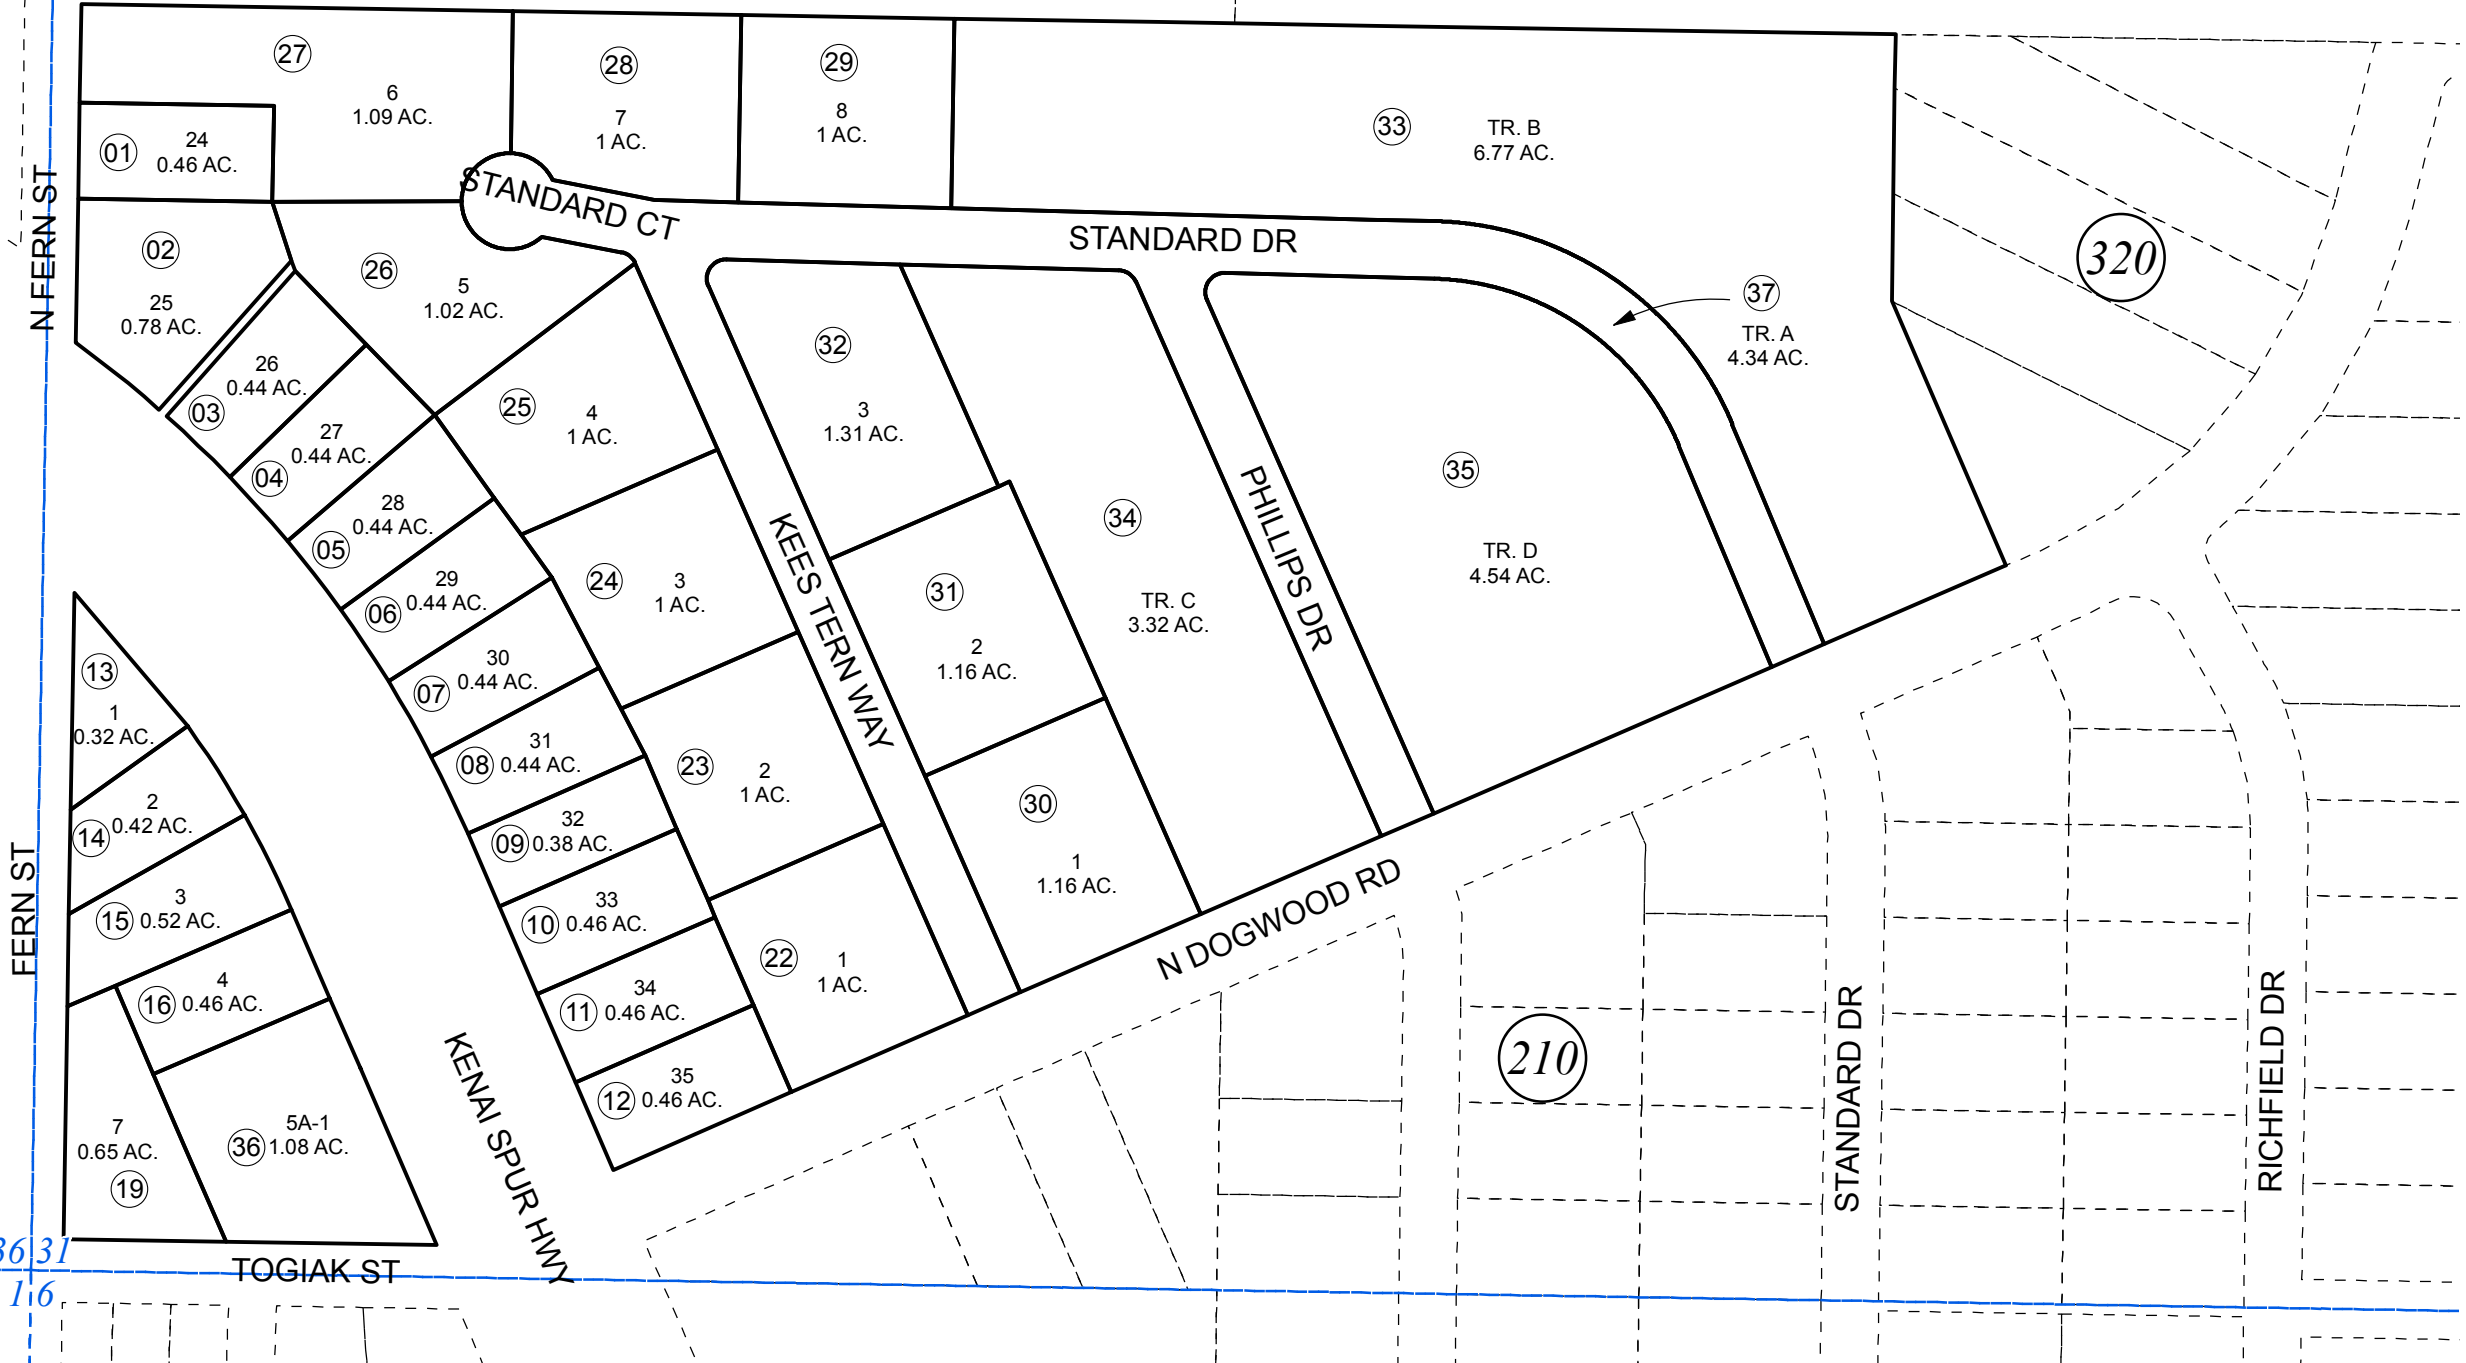 27
6
1.09 AC.
28
7
1 AC.
29
8
1 AC.
33
TR. B
6.77 AC.
01
24
0.46 AC.
N FERN ST
STANDARD CT
STANDARD DR
02
25
0.78 AC.
26
5
1.02 AC.
320
37
TR. A
4.34 AC.
03
26
0.44 AC.
32
3
1.31 AC.
25
4
1 AC.
04
27
0.44 AC.
35
TR. D
4.54 AC.
PHILLIPS DR
34
TR. C
3.32 AC.
05
28
0.44 AC.
KEES TERN WAY
24
3
1 AC.
31
2
1.16 AC.
06
29
0.44 AC.
13
1
0.32 AC.
07
30
0.44 AC.
08
31
0.44 AC.
23
2
1 AC.
30
1
1.16 AC.
14
2
0.42 AC.
09
32
0.38 AC.
FERN ST
15
3
0.52 AC.
10
33
0.46 AC.
N DOGWOOD RD
22
1
1 AC.
16
4
0.46 AC.
11
34
0.46 AC.
210
STANDARD DR
RICHFIELD DR
KENAI SPUR HWY
12
35
0.46 AC.
7
0.65 AC.
19
36
5A-1
1.08 AC.
36 31
TOGIAK ST
1 6